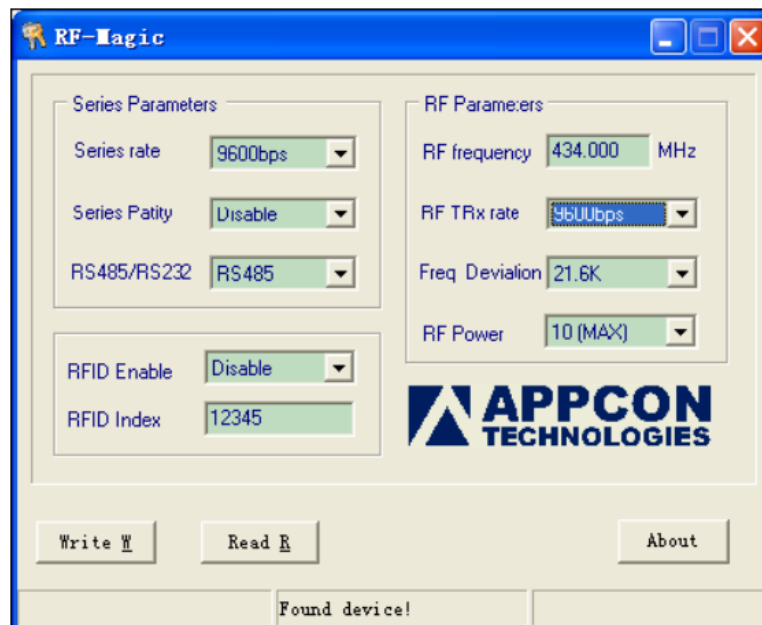 RF-Magic
Series Parameters
Series rate 9600bps
Series Patity Disable
RS485/RS232 RS485
RFID Enable Disable
RFID Index 12345
RF Parameters
RF frequency 434.000 MHz
RF TRx rate 9600bps
Freq Deviation 21.6K
RF Power 10 (MAX)
APPCON
TECHNOLOGIES
Write W Read R About
Found device!